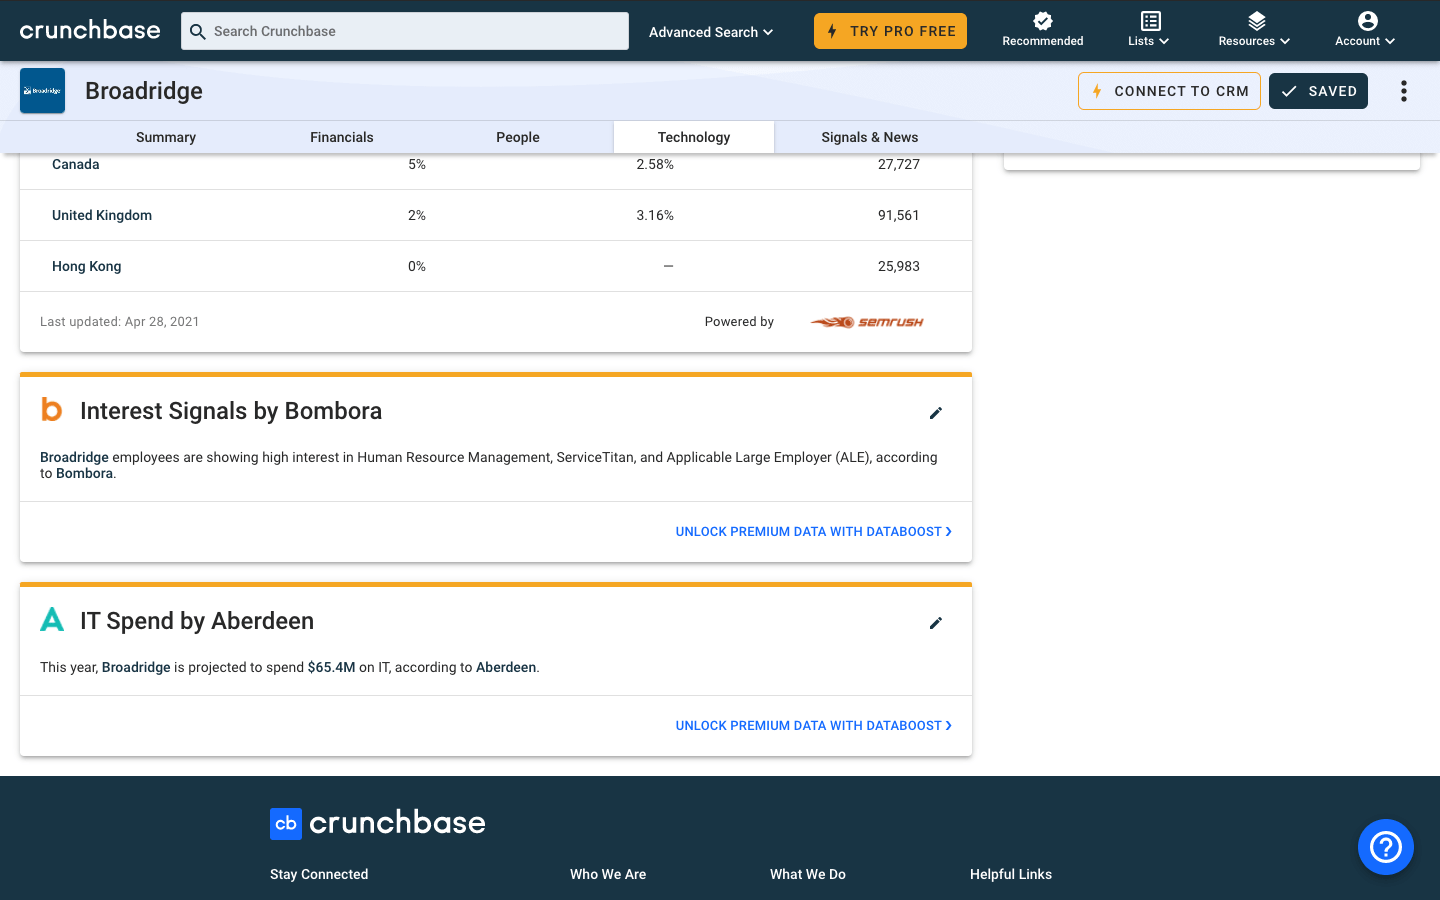 crunchbase
Search Crunchbase
Advanced Search
TRY PRO FREE
Recommended
Lists
Resources
Account
Broadridge
Broadridge
CONNECT TO CRM
SAVED
Summary
Financials
People
Technology
Signals & News
Canada 5% 2.58% 27,727
United Kingdom 2% 3.16% 91,561
Hong Kong 0% — 25,983
Last updated: Apr 28, 2021
Powered by
SEMRUSH
b Interest Signals by Bombora
Broadridge employees are showing high interest in Human Resource Management, ServiceTitan, and Applicable Large Employer (ALE), according
to Bombora.
UNLOCK PREMIUM DATA WITH DATABOOST
A IT Spend by Aberdeen
This year, Broadridge is projected to spend $65.4M on IT, according to Aberdeen.
UNLOCK PREMIUM DATA WITH DATABOOST
cb crunchbase
Stay Connected
Who We Are
What We Do
Helpful Links